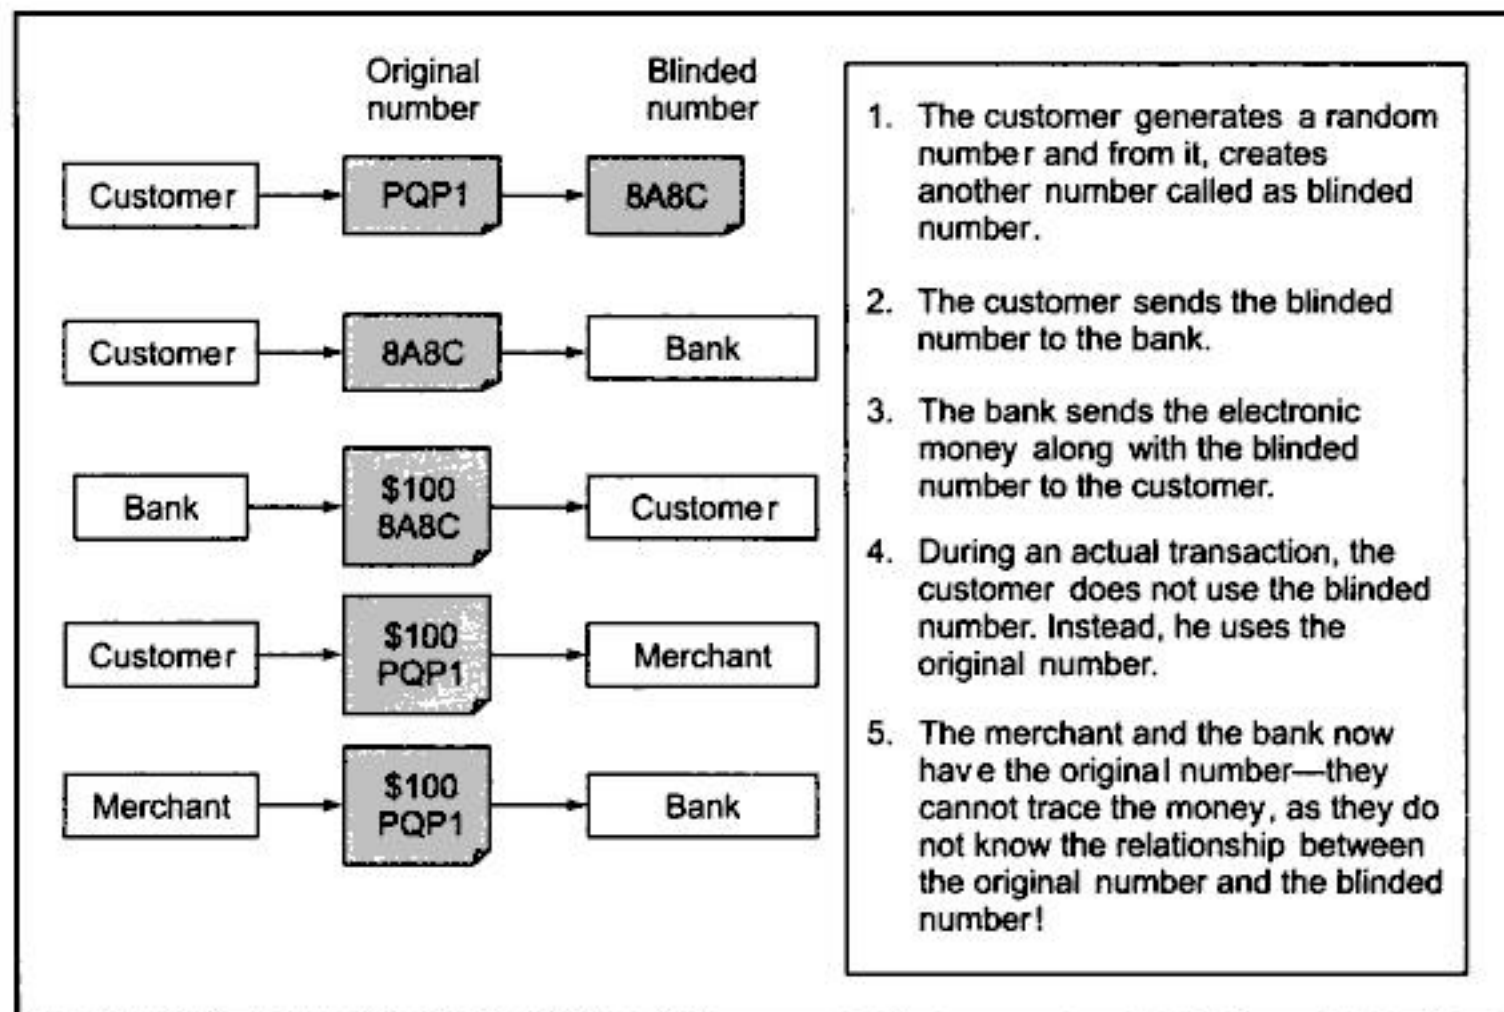 Original
number
Blinded
number
Customer
PQP1
8A8C
Customer
8A8C
Bank
Bank
$100
8A8C
Customer
Customer
$100
PQP1
Merchant
Merchant
$100
PQP1
Bank
1. The customer generates a random
number and from it, creates
another number called as blinded
number.
2. The customer sends the blinded
number to the bank.
3. The bank sends the electronic
money along with the blinded
number to the customer.
4. During an actual transaction, the
customer does not use the blinded
number. Instead, he uses the
original number.
5. The merchant and the bank now
have the original number—they
cannot trace the money, as they do
not know the relationship between
the original number and the blinded
number!